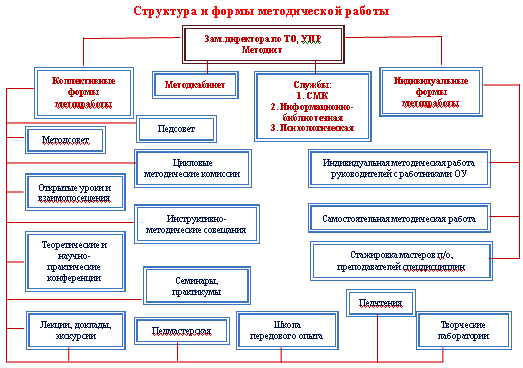 Структура и формы методической работы
Зам.директора по ТО, УПР
Методист
Коллективные
формы
методработы
Методкабинет
Службы:
1. СМК
2. Информационно-
библиотечная
3. Психологическая
Индивидуальные
формы
методработы
Методсовет
Педсовет
Цикловые
методические комиссии
Индивидуальная методическая работа
руководителей с работниками ОУ
Открытые уроки и
взаимопосещения
Инструктивно-
методические совещания
Самостоятельная методическая работа
Теоретические и
научно-
практические
конференции
Стажировка мастеров п/о,
преподавателей спецдисциплин
Семинары,
практикумы
Педчтения
Лекции, доклады,
экскурсии
Педмастерская
Школа
передового опыта
Творческие
лаборатории